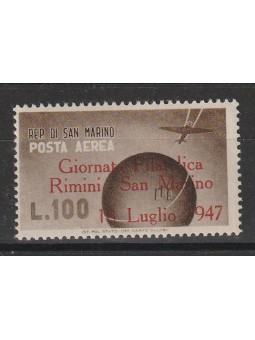 REP. DI SAN MARINO
POSTA AEREA
Giornata Filatelica
Rimini San Marino
Luglio 1947
L.100